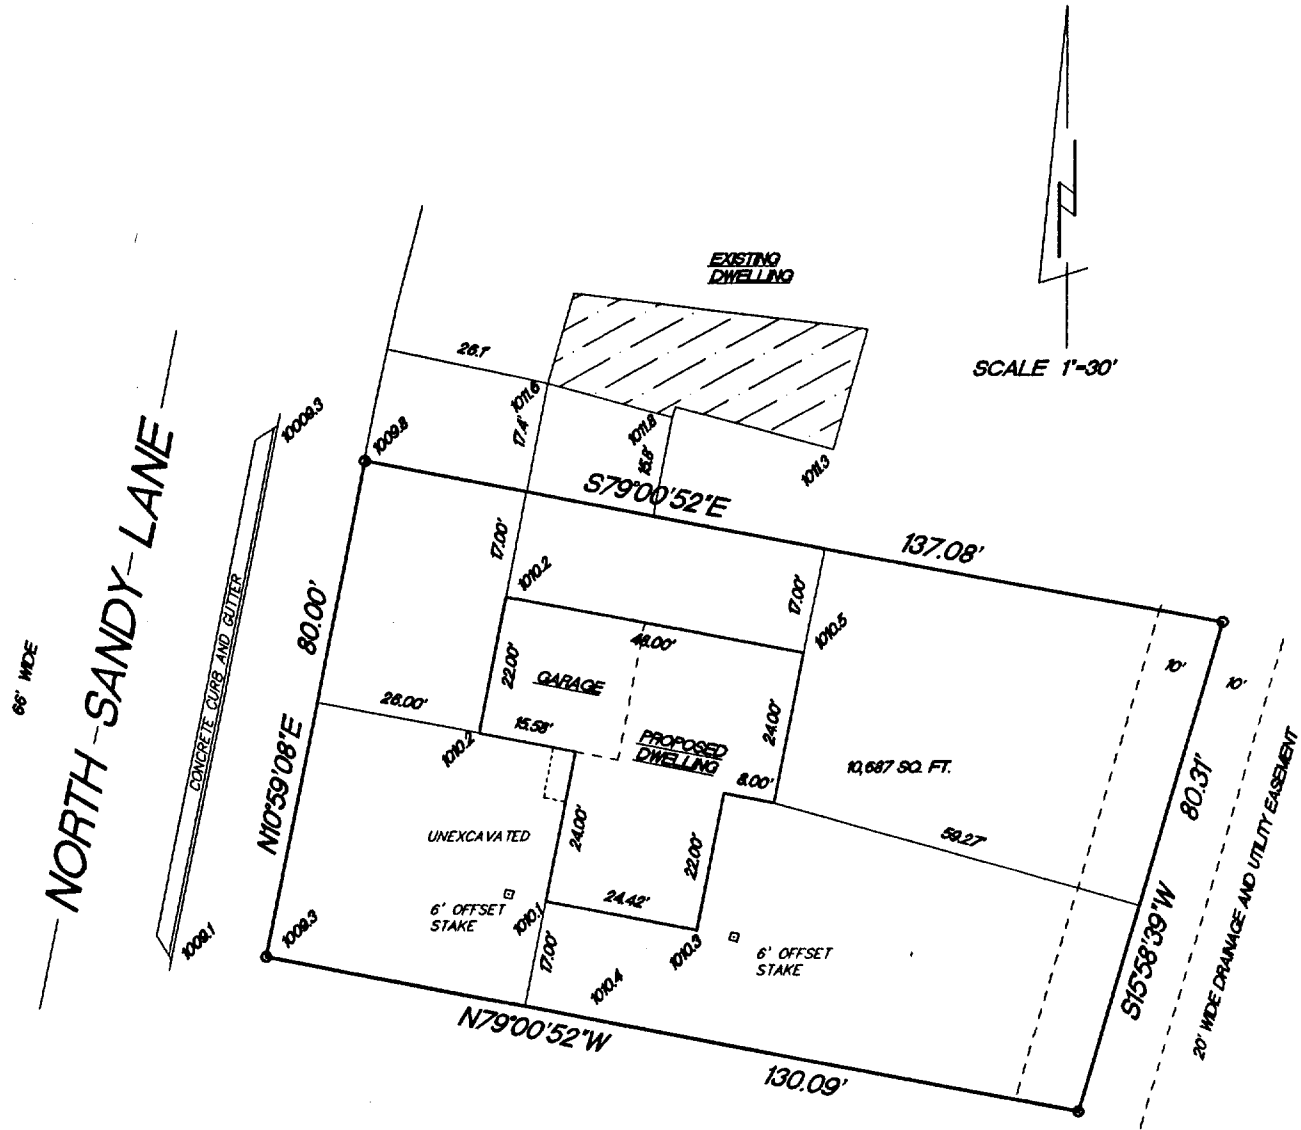 EXISTING
DWELLING
SCALE 1"=30'
26.1'
1011.6
17.4'
1011.8
15.8'
1011.3
10009.3
1009.8
S79°00'52"E
137.08'
NORTH SANDY LANE
66' WIDE
CONCRETE CURB AND GUTTER
80.00'
N10°59'08"E
17.00'
1010.2
17.00'
1010.5
48.00'
22.00'
GARAGE
26.00'
15.58'
1010.2
24.00'
PROPOSED
DWELLING
8.00'
10,687 SQ. FT.
10'
10'
80.31'
S15°58'39"W
20' WIDE DRAINAGE AND UTILITY EASEMENT
59.27'
UNEXCAVATED
24.00'
22.00'
24.42'
6' OFFSET
STAKE
1010.1
17.00'
1010.4
1010.3
6' OFFSET
STAKE
1009.1
1009.3
N79°00'52"W
130.09'